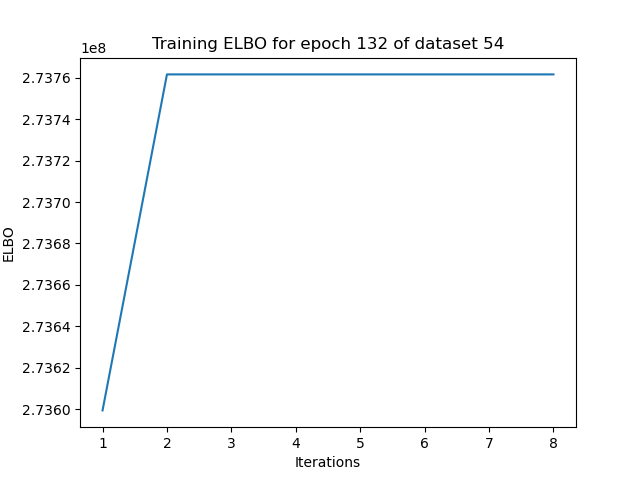 Training ELBO for epoch 132 of dataset 54
1e8
2.7376
2.7374
2.7372
2.7370
2.7368
2.7366
2.7364
2.7362
2.7360
ELBO
1 2 3 4 5 6 7 8
Iterations